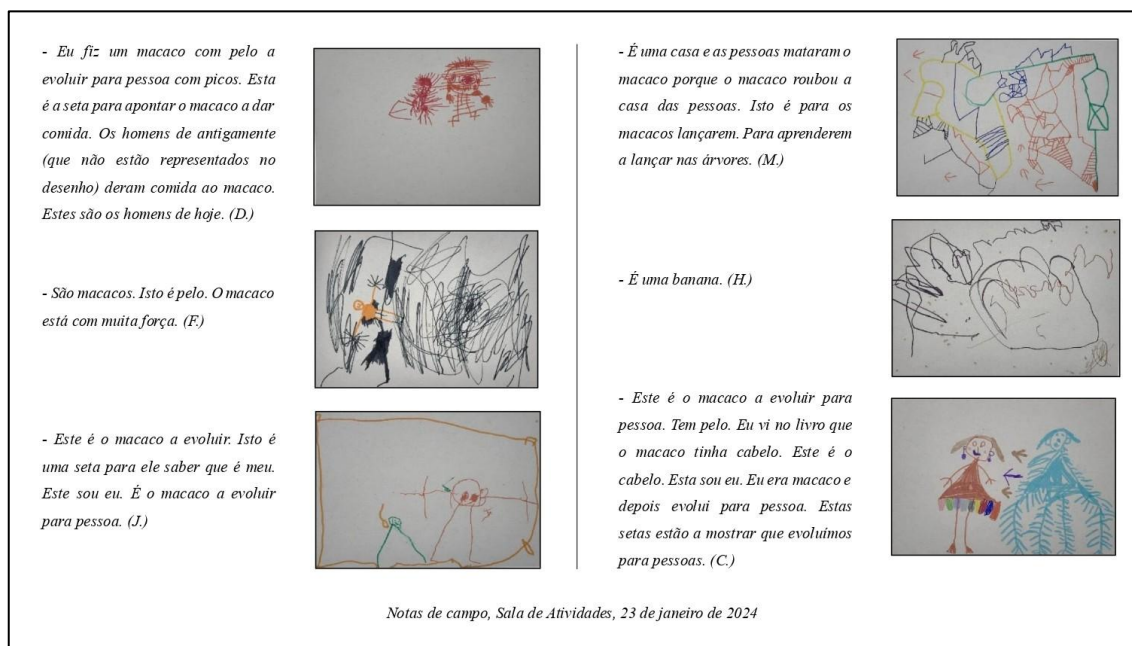 - Eu fiz um macaco com pelo a
evoluir para pessoa com picos. Esta
é a seta para apontar o macaco a dar
comida. Os homens de antigamente
(que não estão representados no
desenho) deram comida ao macaco.
Estes são os homens de hoje. (D.)
- São macacos. Isto é pelo. O macaco
está com muita força. (F.)
- Este é o macaco a evoluir. Isto é
uma seta para ele saber que é meu.
Este sou eu. É o macaco a evoluir
para pessoa. (J.)
- É uma casa e as pessoas mataram o
macaco porque o macaco roubou a
casa das pessoas. Isto é para os
macacos lançarem. Para aprenderem
a lançar nas árvores. (M.)
- É uma banana. (H.)
- Este é o macaco a evoluir para
pessoa. Tem pelo. Eu vi no livro que
o macaco tinha cabelo. Este é o
cabelo. Esta sou eu. Eu era macaco e
depois evolui para pessoa. Estas
setas estão a mostrar que evoluímos
para pessoas. (C.)
Notas de campo, Sala de Atividades, 23 de janeiro de 2024